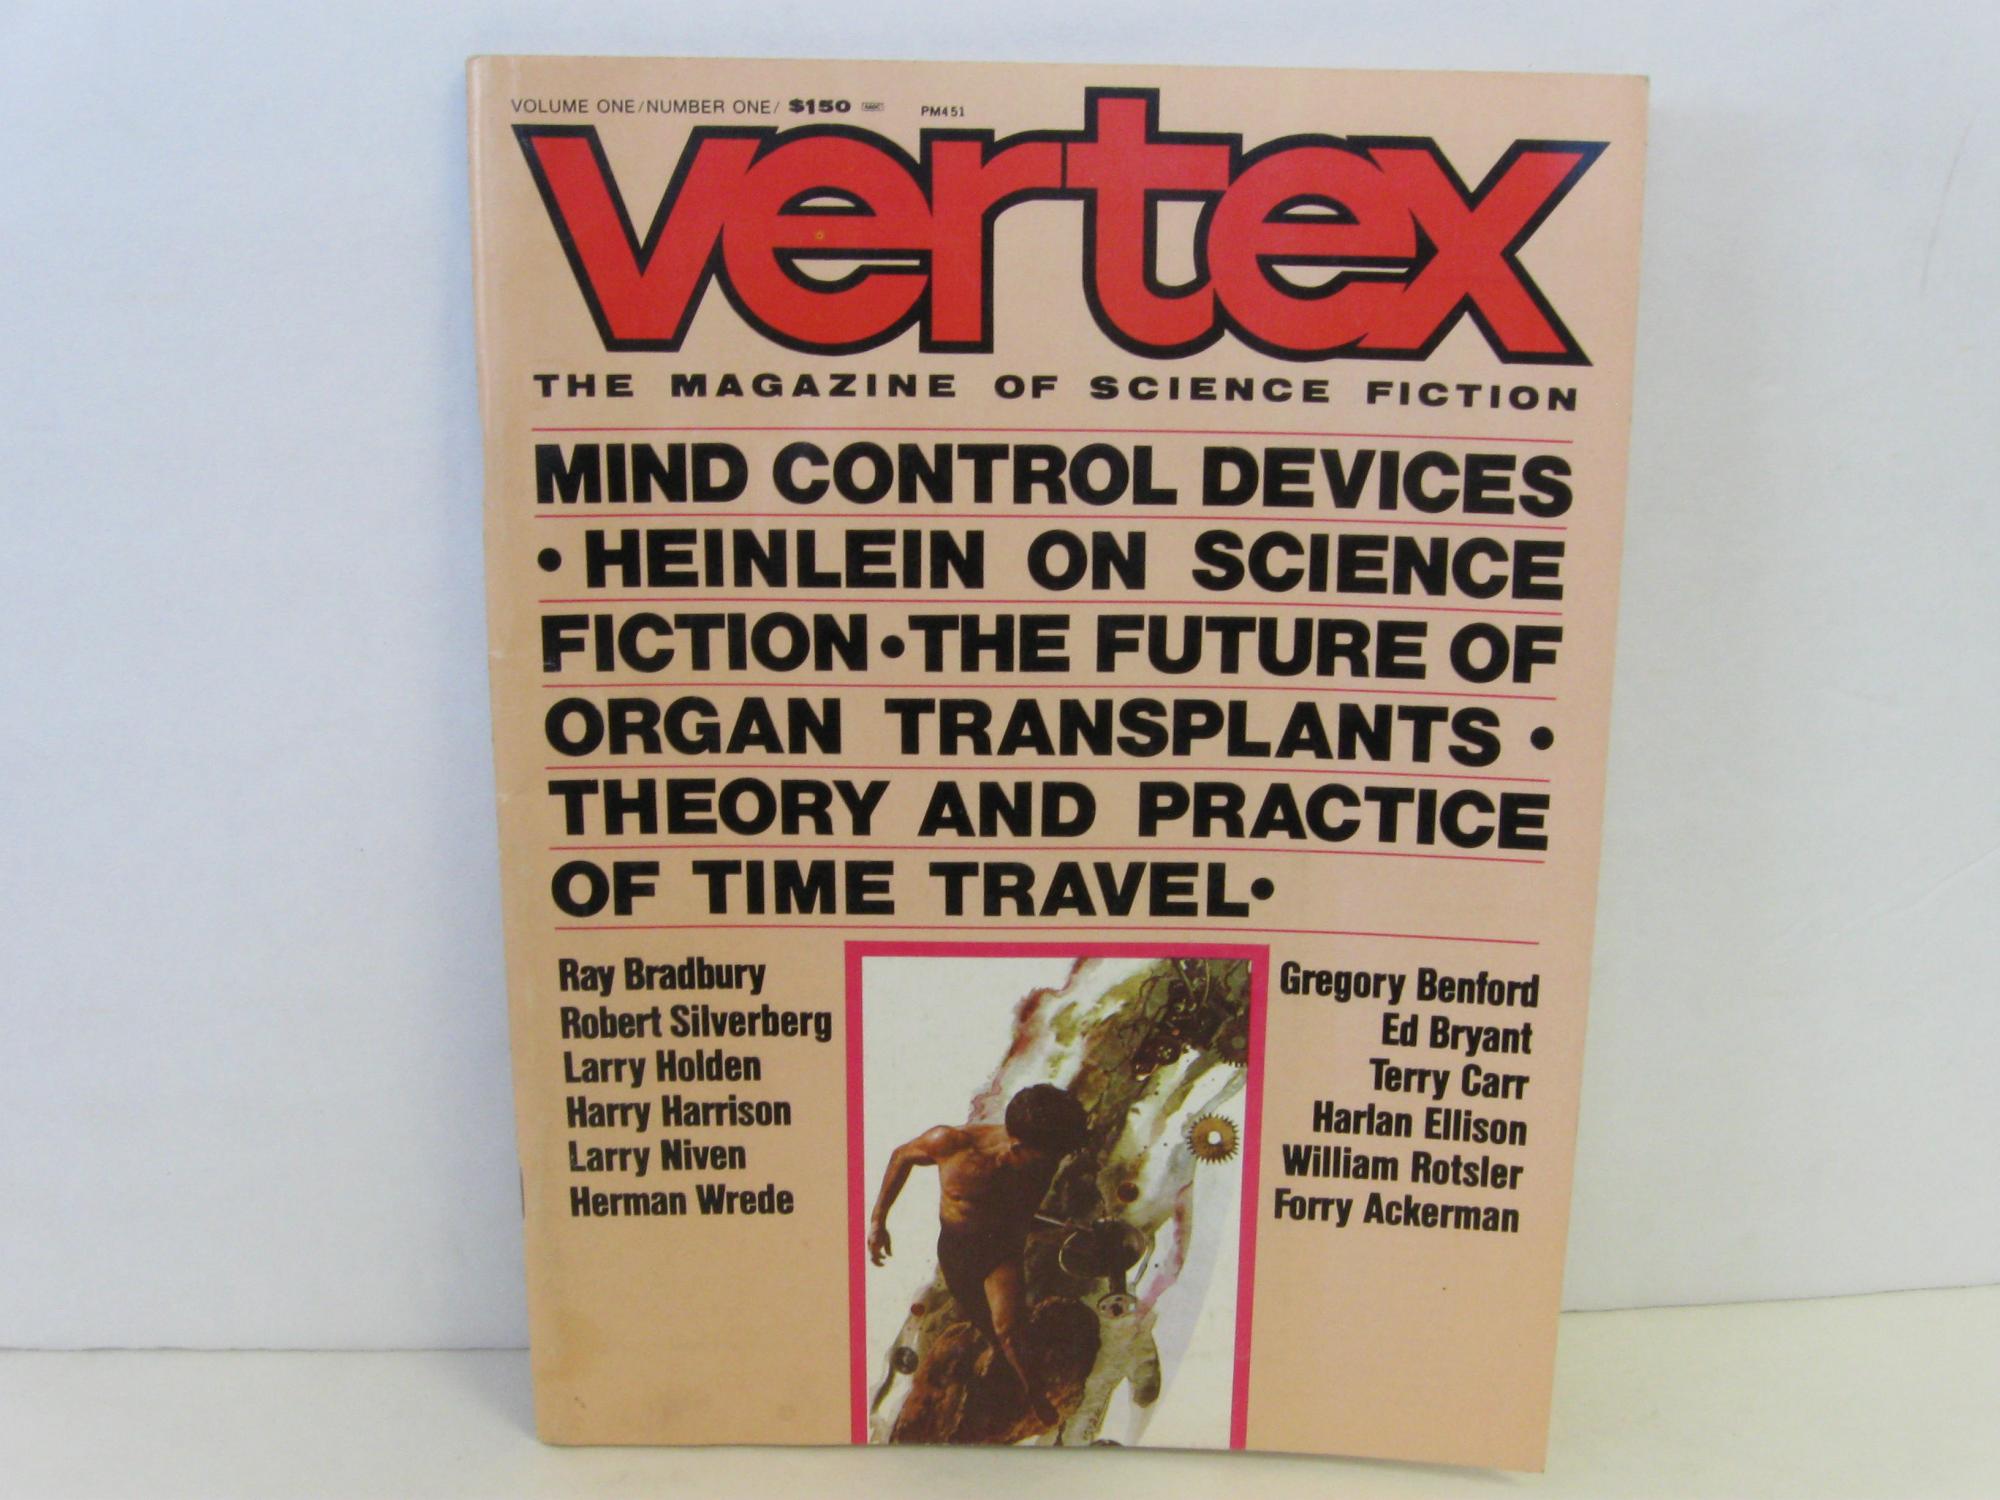 VOLUME ONE/NUMBER ONE/ $150
PM451
vertex
THE MAGAZINE OF SCIENCE FICTION
MIND CONTROL DEVICES
• HEINLEIN ON SCIENCE
FICTION•THE FUTURE OF
ORGAN TRANSPLANTS •
THEORY AND PRACTICE
OF TIME TRAVEL•
Ray Bradbury
Robert Silverberg
Larry Holden
Harry Harrison
Larry Niven
Herman Wrede
Gregory Benford
Ed Bryant
Terry Carr
Harlan Ellison
William Rotsler
Forry Ackerman